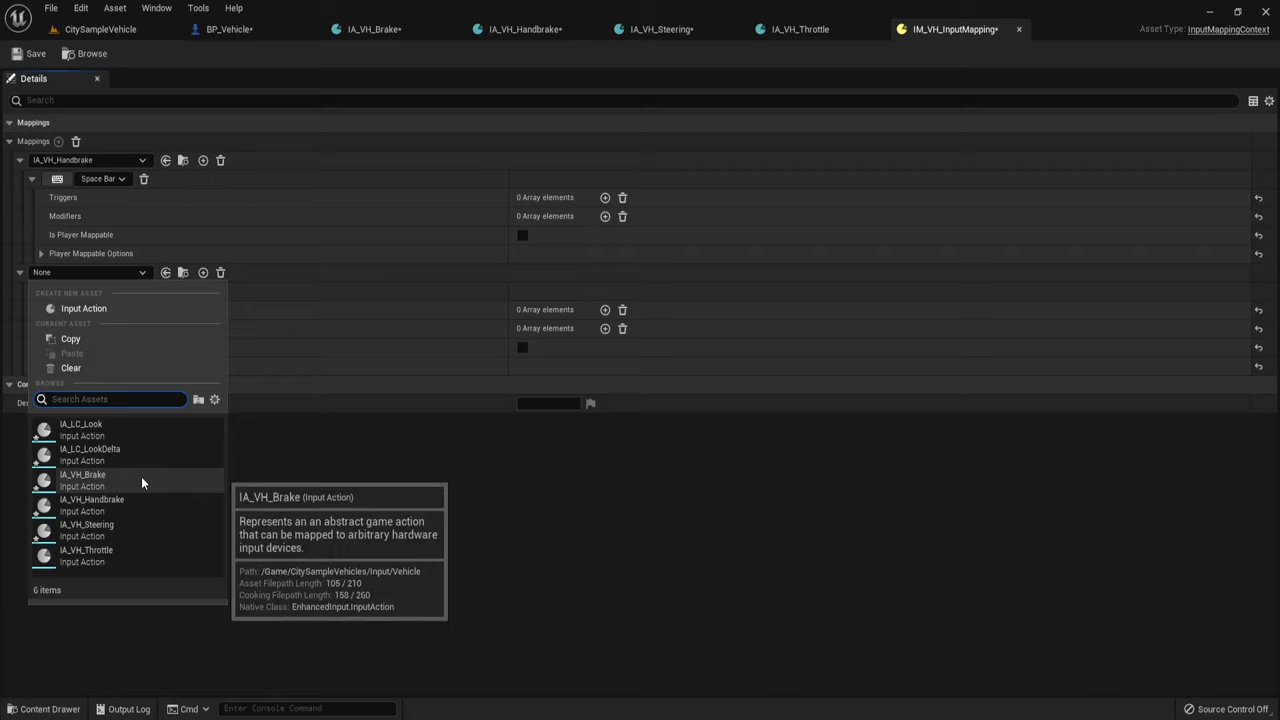 File Edit Asset Window Help
CitySampleVehicle BP_Vehicle* IA_VH_Brake* IA_VH_Handbrake* IA_VH_Steering* IA_VH_Throttle IM_VH_InputMapping* Asset Type: InputMappingContext
Save Browse
Details
Search
Mappings
Mappings
IA_VH_Handbrake
Space Bar
Triggers 0 Array elements
Modifiers 0 Array elements
Is Player Mappable
Player Mappable Options
None
CREATE NEW ASSET
Input Action 0 Array elements
CURRENT ASSET
0 Array elements
Copy
Paste
Clear
BROWSE
Con
Search Assets
Des
IA_LC_Look
Input Action
IA_LC_LookDelta
Input Action
IA_VH_Brake
Input Action
IA_VH_Handbrake
Input Action
IA_VH_Steering
Input Action
IA_VH_Throttle
Input Action
6 items
IA_VH_Brake (Input Action)
Represents an an abstract game action
that can be mapped to arbitrary hardware
input devices.
Path: /Game/CitySampleVehicles/Input/Vehicle
Asset Filepath Length: 105 / 210
Cooking Filepath Length: 158 / 260
Native Class: EnhancedInput.InputAction
Content Drawer Output Log Cmd Enter Console Command Source Control Off